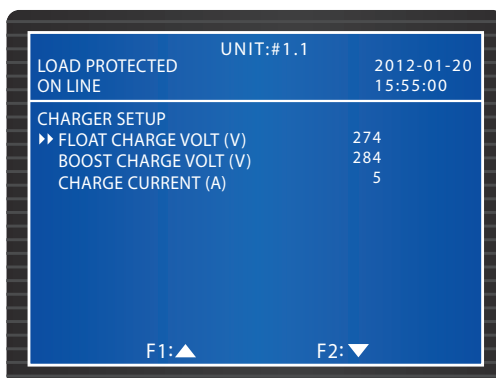 UNIT:#1.1
LOAD PROTECTED 2012-01-20
ON LINE 15:55:00
CHARGER SETUP
FLOAT CHARGE VOLT (V) 274
BOOST CHARGE VOLT (V) 284
CHARGE CURRENT (A) 5
F1:▲ F2:▼